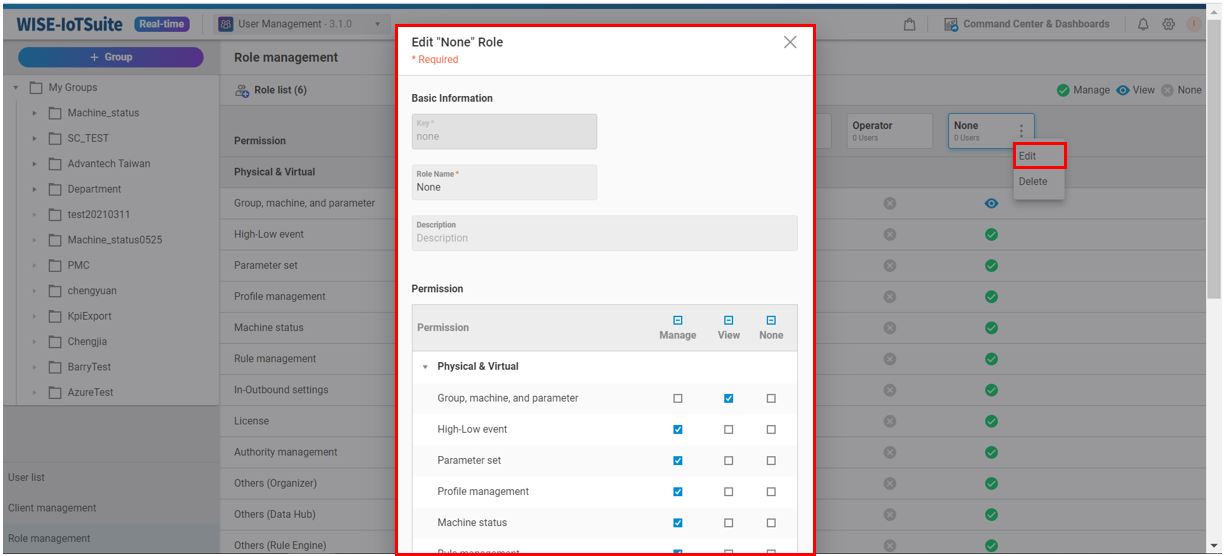 WISE-IoTSuite Real-time User Management - 3.1.0 Command Center & Dashboards
+ Group
My Groups
Machine_status
SC_TEST
Advantech Taiwan
Department
test20210311
Machine_status0525
PMC
chengyuan
KpiExport
Chengjia
BarryTest
AzureTest
User list
Client management
Role management
Role management
Role list (6)
Manage View None
Permission
Operator
0 Users
None
0 Users
Edit
Delete
Physical & Virtual
Group, machine, and parameter
High-Low event
Parameter set
Profile management
Machine status
Rule management
In-Outbound settings
License
Authority management
Others (Organizer)
Others (Data Hub)
Others (Rule Engine)
Edit "None" Role
* Required
Basic Information
Key *
none
Role Name *
None
Description
Description
Permission
Permission Manage View None
Physical & Virtual
Group, machine, and parameter
High-Low event
Parameter set
Profile management
Machine status
Rule management